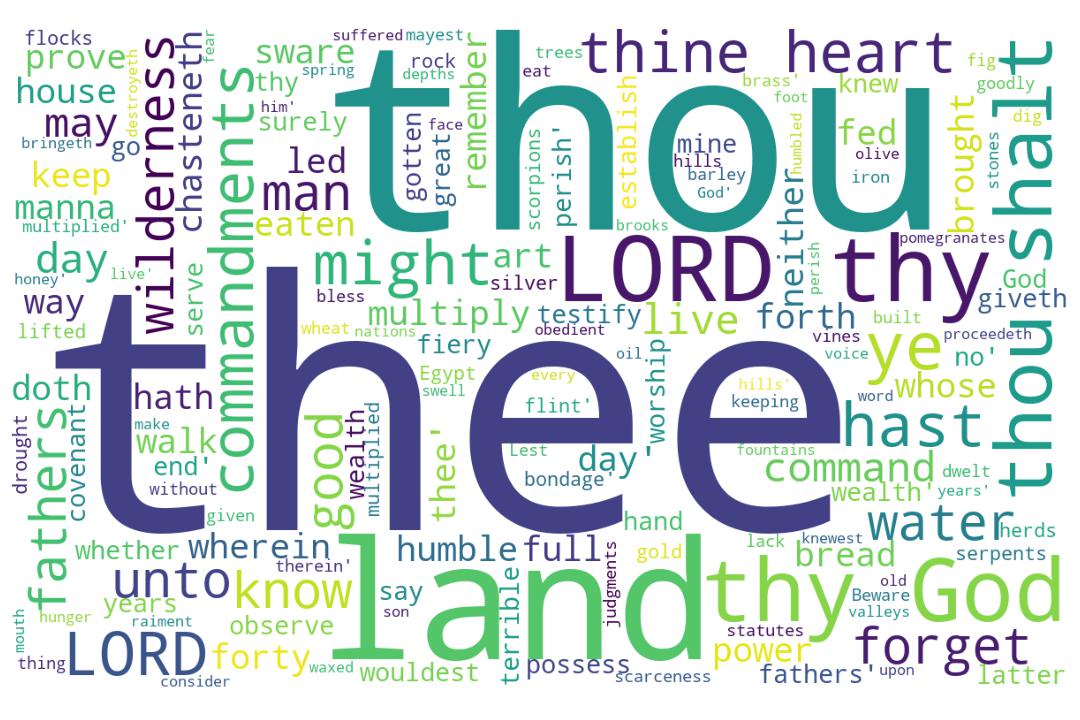 thee
thou
land
LORD thy
thy God
thou shalt
thine heart
LORD
might
ye
hast
commandments
wilderness
fathers
forget
water
unto
know
man
may
good
live
day
fed
led
art
command
humble
full
bread
wherein
forty
power
hath
walk
multiply
forth
neither
brought
chasteneth
sware
prove
house
keep
manna
way
doth
go
thy
surely
eaten
remember
gotten
great'
scorpions
perish'
establish
mine
knew
humbled
flocks
fear
destroyeth
bringeth
multiplied'
honey'
live'
lifted
serve
suffered
mayest
rock
spring
depths
him'
face
trees
eat
brass'
foot
hills
barley
God'
olive
iron
fig
goodly
dig
stones
brooks
pomegranates
God
giveth
perish
silver
bless
testify
obedient
built
proceedeth
vines
voice
no'
whose
wheat
nations
fiery
oil
Egypt
swell
every
flint'
worship
hills'
keeping
word
drought
covenant
make
end'
without
given
wealth
multiplied
thee'
Lest
day'
bondage'
fountains
wealth'
dwelt
years'
hand
whether
therein'
years
raiment
observe
hunger
mouth
thing
consider
say
son
waxed
wouldest
terrible
possess
judgments
gold
scarceness
lack
knewest
old
Beware
valleys
statutes
fathers'
upon
latter
serpents
herds